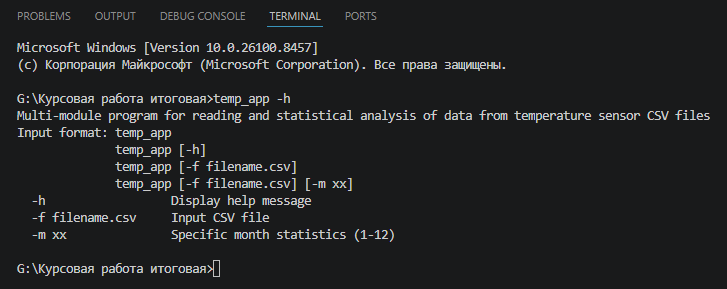 PROBLEMS OUTPUT DEBUG CONSOLE TERMINAL PORTS
Microsoft Windows [Version 10.0.26100.8457]
(c) Корпорация Майкрософт (Microsoft Corporation). Все права защищены.
G:\Курсовая работа итоговая>temp_app -h
Multi-module program for reading and statistical analysis of data from temperature sensor CSV files
Input format: temp_app
temp_app [-h]
temp_app [-f filename.csv]
temp_app [-f filename.csv] [-m xx]
-h Display help message
-f filename.csv Input CSV file
-m xx Specific month statistics (1-12)
G:\Курсовая работа итоговая>